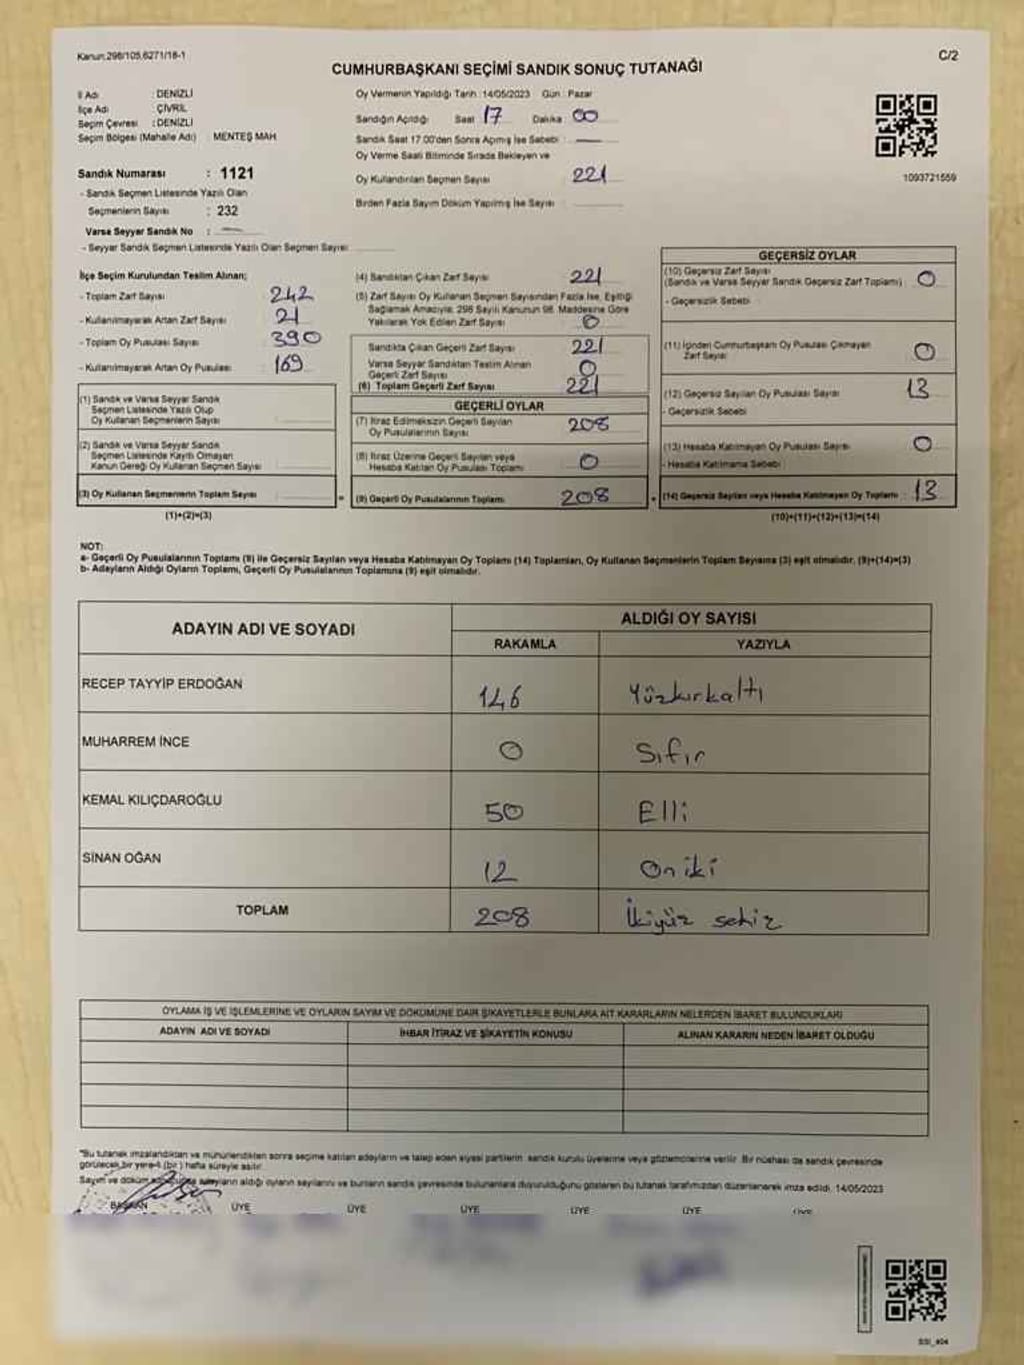 Kanun:298/105,6271/18-1
C/2
CUMHURBAŞKANI SEÇİMİ SANDIK SONUÇ TUTANAĞI
İl Adı : DENİZLİ
İlçe Adı : ÇİVRİL
Seçim Çevresi : DENİZLİ
Seçim Bölgesi (Mahalle Adı) MENTEŞ MAH.
Sandık Numarası : 1121
- Sandık Seçmen Listesinde Yazılı Olan
Seçmenlerin Sayısı : 232
Varsa Seyyar Sandık No :
- Seyyar Sandık Seçmen Listesinde Yazılı Olan Seçmen Sayısı
Oy Vermenin Yapıldığı Tarih :14/05/2023 Gün : Pazar
Sandığın Açıldığı Saat 17 Dakika 00
Sandık Saat 17.00'den Sonra Açılmış İse Sebebi :
Oy Verme Saati Bitiminde Sırada Bekleyen ve
Oy Kullandırılan Seçmen Sayısı 221
Birden Fazla Sayım Döküm Yapılmış İse Sayısı
1093721559
İlçe Seçim Kurulundan Teslim Alınan;
- Toplam Zarf Sayısı 242
- Kullanılmayarak Artan Zarf Sayısı 21
- Toplam Oy Pusulası Sayısı 390
- Kullanılmayarak Artan Oy Pusulası 169
(1) Sandık ve Varsa Seyyar Sandık
Seçmen Listesinde Yazılı Olup
Oy Kullanan Seçmenlerin Sayısı
(2) Sandık ve Varsa Seyyar Sandık
Seçmen Listesinde Kayıtlı Olmayan
Kanun Gereği Oy Kullanan Seçmen Sayısı
(3) Oy Kullanan Seçmenlerin Toplam Sayısı =
(1)+(2)=(3)
(4) Sandıktan Çıkan Zarf Sayısı 221
(5) Zarf Sayısı Oy Kullanan Seçmen Sayısından Fazla İse, Eşitliği
Sağlamak Amacıyla; 298 Sayılı Kanunun 98. Maddesine Göre
Yakılarak Yok Edilen Zarf Sayısı 0
Sandıkta Çıkan Geçerli Zarf Sayısı 221
Varsa Seyyar Sandıktan Teslim Alınan
Geçerli Zarf Sayısı 0
(6) Toplam Geçerli Zarf Sayısı 221
GEÇERLİ OYLAR
(7) İtiraz Edilmeksizin Geçerli Sayılan
Oy Pusulalarının Sayısı 208
(8) İtiraz Üzerine Geçerli Sayılan veya
Hesaba Katılan Oy Pusulası Toplamı 0
(9) Geçerli Oy Pusulalarının Toplamı 208 +
GEÇERSİZ OYLAR
(10) Geçersiz Zarf Sayısı
(Sandık ve Varsa Seyyar Sandık Geçersiz Zarf Toplamı) : 0
- Geçersizlik Sebebi
(11) İçinden Cumhurbaşkanı Oy Pusulası Çıkmayan
Zarf Sayısı 0
(12) Geçersiz Sayılan Oy Pusulası Sayısı 13
- Geçersizlik Sebebi
(13) Hesaba Katılmayan Oy Pusulası Sayısı 0
- Hesaba Katılmama Sebebi
(14) Geçersiz Sayılan veya Hesaba Katılmayan Oy Toplamı : 13
(10)+(11)+(12)+(13)=(14)
NOT:
a- Geçerli Oy Pusulalarının Toplamı (9) ile Geçersiz Sayılan veya Hesaba Katılmayan Oy Toplamı (14) Toplamları, Oy Kullanan Seçmenlerin Toplam Sayısına (3) eşit olmalıdır. (9)+(14)=(3)
b- Adayların Aldığı Oyların Toplamı, Geçerli Oy Pusulalarının Toplamına (9) eşit olmalıdır.
ADAYIN ADI VE SOYADI
ALDIĞI OY SAYISI
RAKAMLA YAZIYLA
RECEP TAYYİP ERDOĞAN 146 Yüzkırkaltı
MUHARREM İNCE 0 Sıfır
KEMAL KILIÇDAROĞLU 50 Elli
SİNAN OĞAN 12 On iki
TOPLAM 208 İkiyüz sekiz
OYLAMA İŞ VE İŞLEMLERİNE VE OYLARIN SAYIM VE DÖKÜMÜNE DAİR ŞİKAYETLERLE BUNLARA AİT KARARLARIN NELERDEN İBARET BULUNDUKLARI
ADAYIN ADI VE SOYADI İHBAR İTİRAZ VE ŞİKAYETİN KONUSU ALINAN KARARIN NEDEN İBARET OLDUĞU
"Bu tutanak imzalandıktan ve mühürlendikten sonra seçime katılan adayların ve talep eden siyasi partilerin sandık kurulu üyelerine veya gözlemcilerine verilir. Bir nüshası da sandık çevresinde
görülecek bir yere 1 (bir) hafta süreyle asılır.
Sayım ve döküm adayların aldığı oyların sayılarını ve bunların sandık çevresinde bulunanlara duyurulduğunu gösteren bu tutanak tarafımızdan düzenlenerek imza edildi. 14/05/2023
BAŞKAN ÜYE ÜYE ÜYE ÜYE ÜYE ÜYE
SSI_404